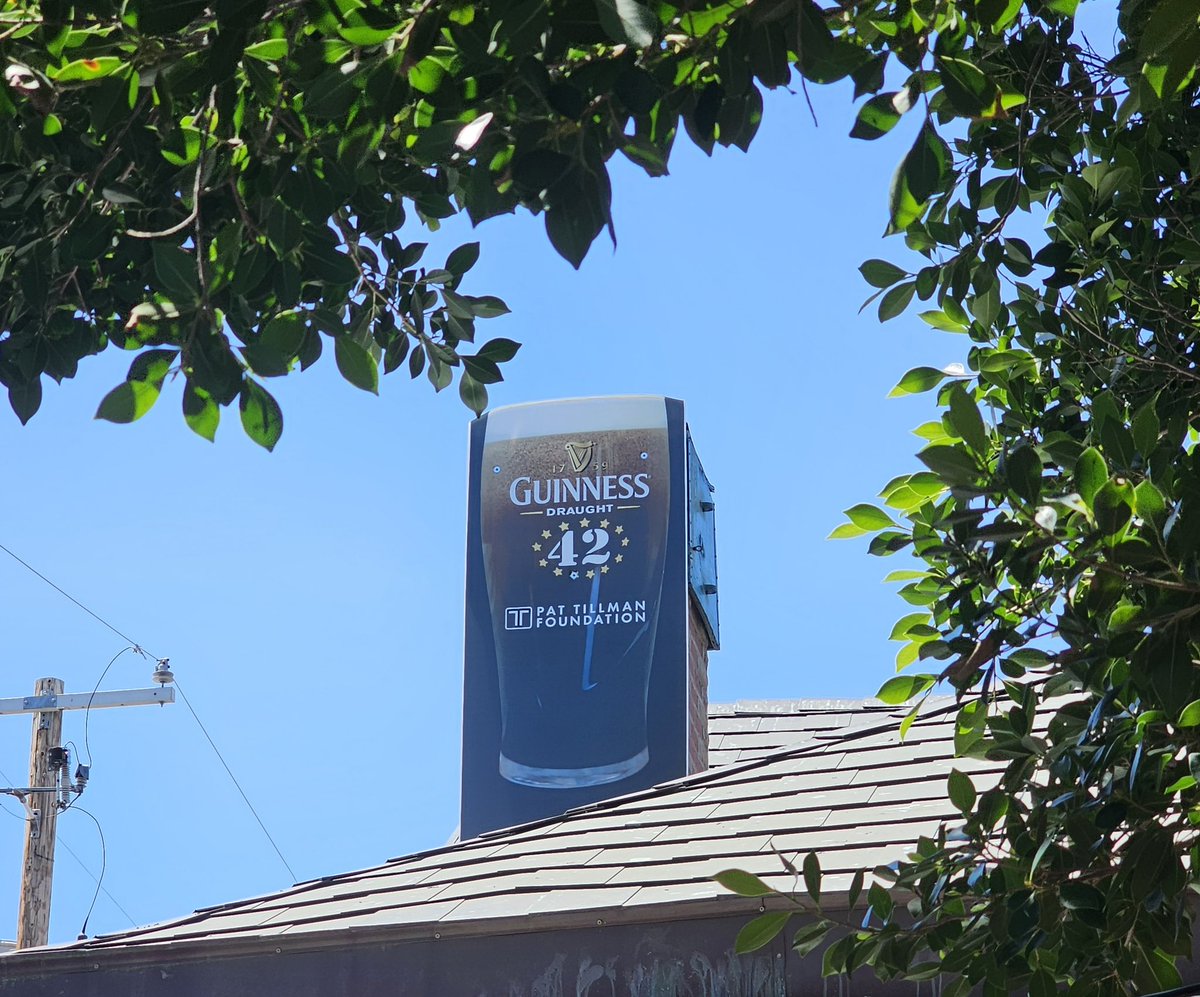 17 59
GUINNESS
DRAUGHT
42
PAT TILLMAN
FOUNDATION